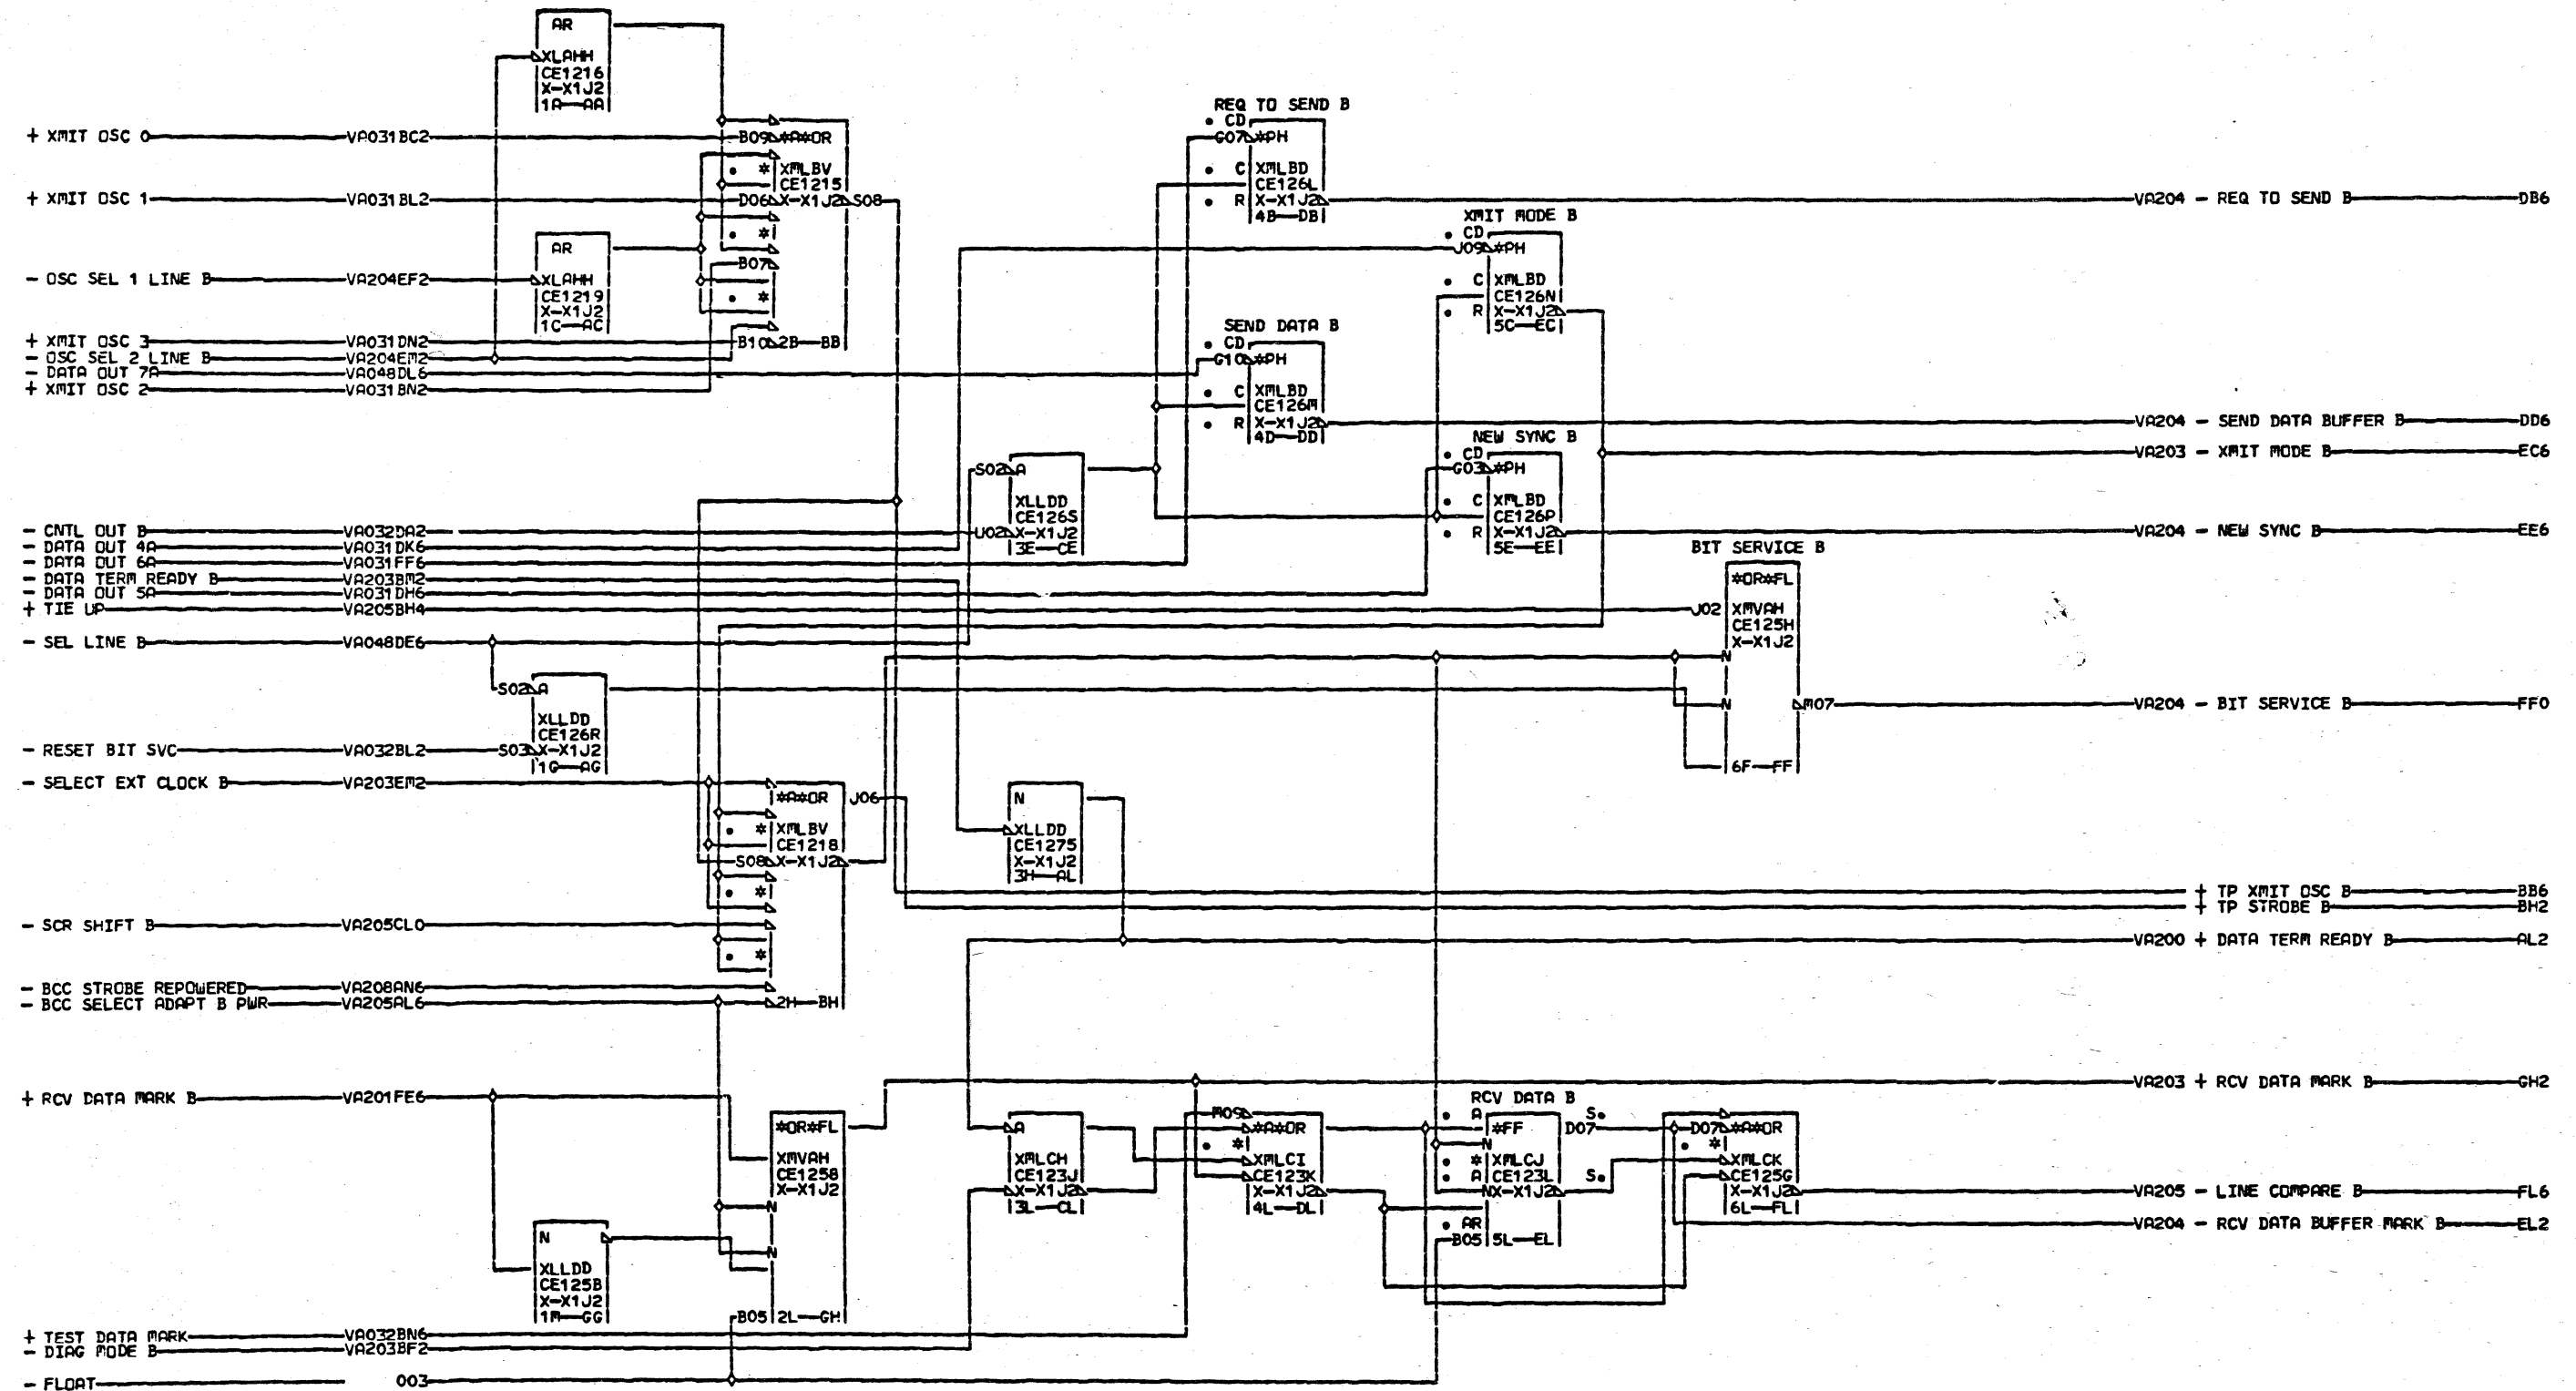 AR
XLAHH
CE1216
X-X1J2
1A AA
+ XMIT OSC 0 VA031BC2 B09 *A*OR
* XMLBV
CE1215
+ XMIT OSC 1 VA031BL2 D06 X-X1J2 S08
*
AR
B07
- OSC SEL 1 LINE B VA204EF2 XLAHH
CE1219 *
X-X1J2
1C AC
+ XMIT OSC 3 VA031DN2 B10 2B BB
- OSC SEL 2 LINE B VA204EM2
- DATA OUT 7A VA048DL6
+ XMIT OSC 2 VA031BN2
REQ TO SEND B
• CD
G07 *PH
• C XMLBD
CE126L
• R X-X1J2 VA204 - REQ TO SEND B DB6
4B DB
XMIT MODE B
• CD
J09 *PH
• C XMLBD
CE126N
• R X-X1J2
5C EC
SEND DATA B
• CD
G10 *PH
• C XMLBD
CE126M
• R X-X1J2 VA204 - SEND DATA BUFFER B DD6
4D DD
NEW SYNC B
• CD VA203 - XMIT MODE B EC6
G03 *PH
• C XMLBD
CE126P
• R X-X1J2 VA204 - NEW SYNC B EE6
5E EE
S02 A
XLLDD
CE126S
- CNTL OUT B VA032DA2 U02 X-X1J2
3E CE
- DATA OUT 4A VA031DK6
- DATA OUT 6A VA031FF6
- DATA TERM READY B VA203BM2
- DATA OUT 5A VA031DH6
+ TIE UP VA205BH4
BIT SERVICE B
*OR*FL
J02 XMVAH
CE125H
X-X1J2
N
N M07 VA204 - BIT SERVICE B FF0
6F FF
- SEL LINE B VA048DE6
S02 A
XLLDD
CE126R
- RESET BIT SVC VA032BL2 S03 X-X1J2
1G AG
- SELECT EXT CLOCK B VA203EM2
*A*OR J06
• * XMLBV
CE1218
S08 X-X1J2
• *
- SCR SHIFT B VA205CL0
• *
- BCC STROBE REPOWERED VA208AN6
- BCC SELECT ADAPT B PWR VA205AL6 2H BH
N
XLLDD
CE1275
X-X1J2
3H AL
+ TP XMIT OSC B BB6
+ TP STROBE B BH2
VA200 + DATA TERM READY B AL2
VA203 + RCV DATA MARK B GH2
+ RCV DATA MARK B VA201FE6
*OR*FL
XMVAH
CE1258
X-X1J2
N
N
B05 2L GH
N
XLLDD
CE125B
X-X1J2
1M GG
A
XMLCH
CE123J
X-X1J2
3L CL
M09
*A*OR
• *
XMLCI
CE123K
X-X1J2
4L DL
RCV DATA B
• A S•
*FF D07
N
• * XMLCJ
• A CE123L S•
N X-X1J2
• AR
B05 5L EL
D07 *A*OR
• *
XMLCK
CE125G
X-X1J2 VA205 - LINE COMPARE B FL6
6L FL
VA204 - RCV DATA BUFFER MARK B EL2
+ TEST DATA MARK VA032BN6
- DIAG MODE B VA203BF2
- FLOAT 003